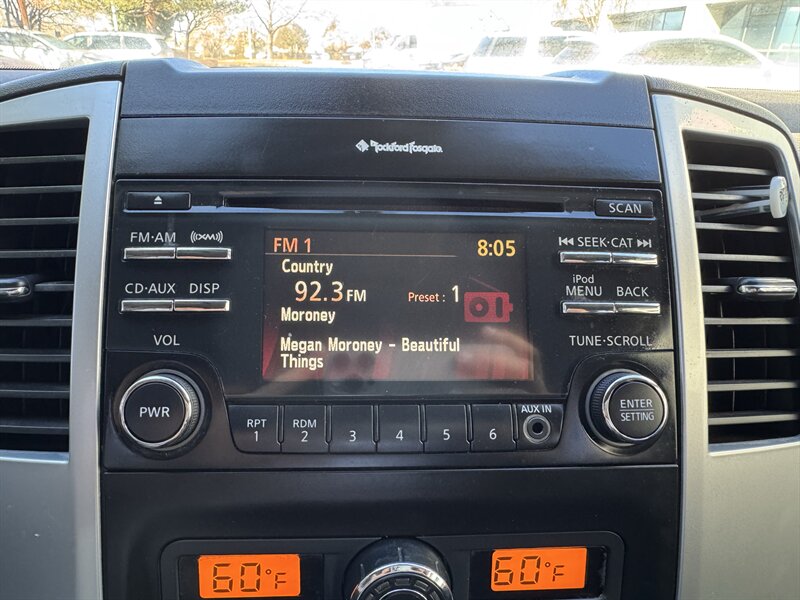 Rockford Fosgate
SCAN
FM·AM ((XM))
SEEK·CAT
CD·AUX DISP
iPod
MENU BACK
FM 1 8:05
Country
92.3 FM Preset : 1
Moroney
Megan Moroney - Beautiful
Things
VOL
TUNE·SCROLL
PWR
ENTER
SETTING
RPT
1
RDM
2
3
4
5
6
AUX IN
60°F
60°F